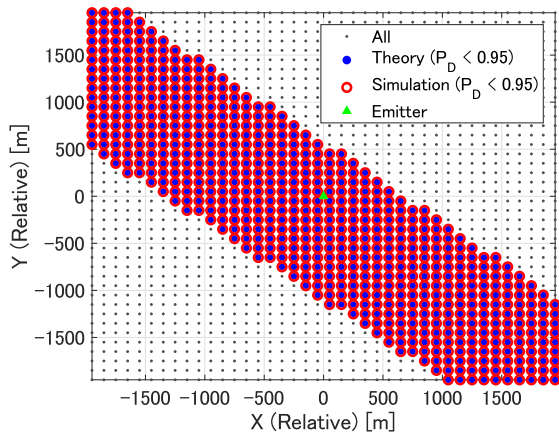 All
Theory (P_D < 0.95)
Simulation (P_D < 0.95)
Emitter
Y (Relative) [m]
1500
1000
500
0
-500
-1000
-1500
-1500 -1000 -500 0 500 1000 1500
X (Relative) [m]